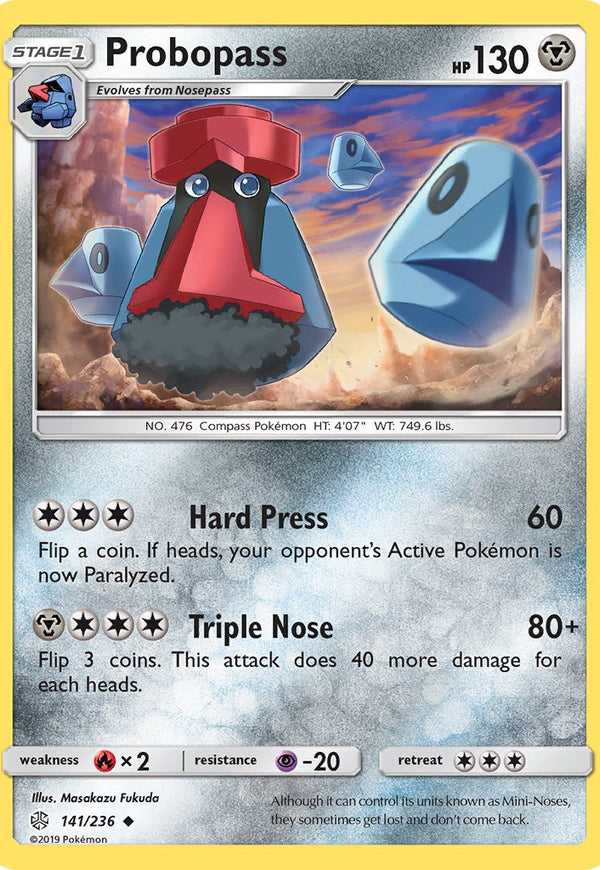 STAGE1
Probopass
HP 130
Evolves from Nosepass
NO. 476 Compass Pokémon HT: 4'07" WT: 749.6 lbs.
Hard Press 60
Flip a coin. If heads, your opponent's Active Pokémon is
now Paralyzed.
Triple Nose 80+
Flip 3 coins. This attack does 40 more damage for
each heads.
weakness ×2 resistance -20 retreat
Illus. Masakazu Fukuda
141/236
©2019 Pokémon
Although it can control its units known as Mini-Noses,
they sometimes get lost and don't come back.